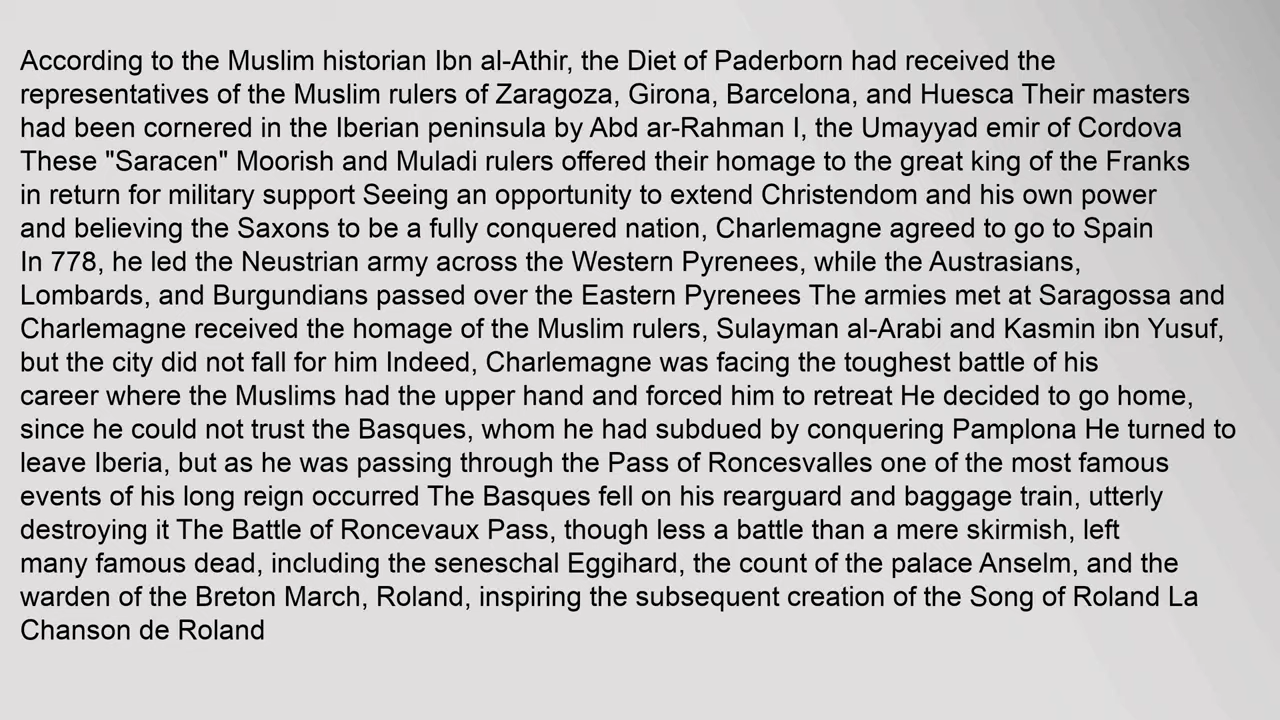 According to the Muslim historian Ibn al-Athir, the Diet of Paderborn had received the
representatives of the Muslim rulers of Zaragoza, Girona, Barcelona, and Huesca Their masters
had been cornered in the Iberian peninsula by Abd ar-Rahman I, the Umayyad emir of Cordova
These "Saracen" Moorish and Muladi rulers offered their homage to the great king of the Franks
in return for military support Seeing an opportunity to extend Christendom and his own power
and believing the Saxons to be a fully conquered nation, Charlemagne agreed to go to Spain
In 778, he led the Neustrian army across the Western Pyrenees, while the Austrasians,
Lombards, and Burgundians passed over the Eastern Pyrenees The armies met at Saragossa and
Charlemagne received the homage of the Muslim rulers, Sulayman al-Arabi and Kasmin ibn Yusuf,
but the city did not fall for him Indeed, Charlemagne was facing the toughest battle of his
career where the Muslims had the upper hand and forced him to retreat He decided to go home,
since he could not trust the Basques, whom he had subdued by conquering Pamplona He turned to
leave Iberia, but as he was passing through the Pass of Roncesvalles one of the most famous
events of his long reign occurred The Basques fell on his rearguard and baggage train, utterly
destroying it The Battle of Roncevaux Pass, though less a battle than a mere skirmish, left
many famous dead, including the seneschal Eggihard, the count of the palace Anselm, and the
warden of the Breton March, Roland, inspiring the subsequent creation of the Song of Roland La
Chanson de Roland